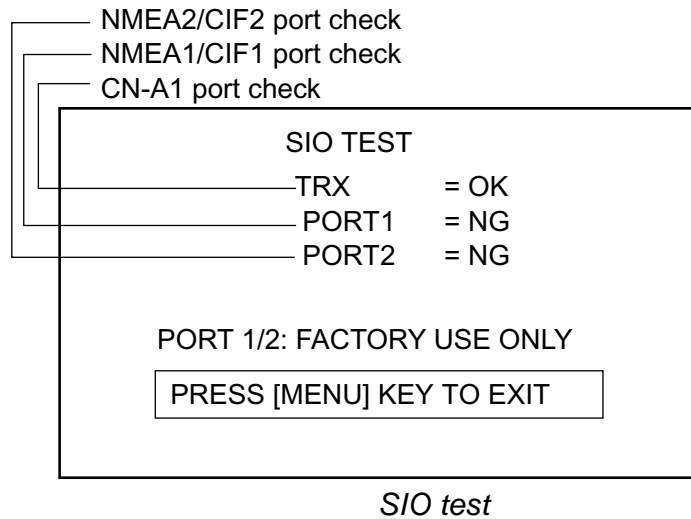 NMEA2/CIF2 port check
NMEA1/CIF1 port check
CN-A1 port check
SIO TEST
TRX = OK
PORT1 = NG
PORT2 = NG
PORT 1/2: FACTORY USE ONLY
PRESS [MENU] KEY TO EXIT
SIO test